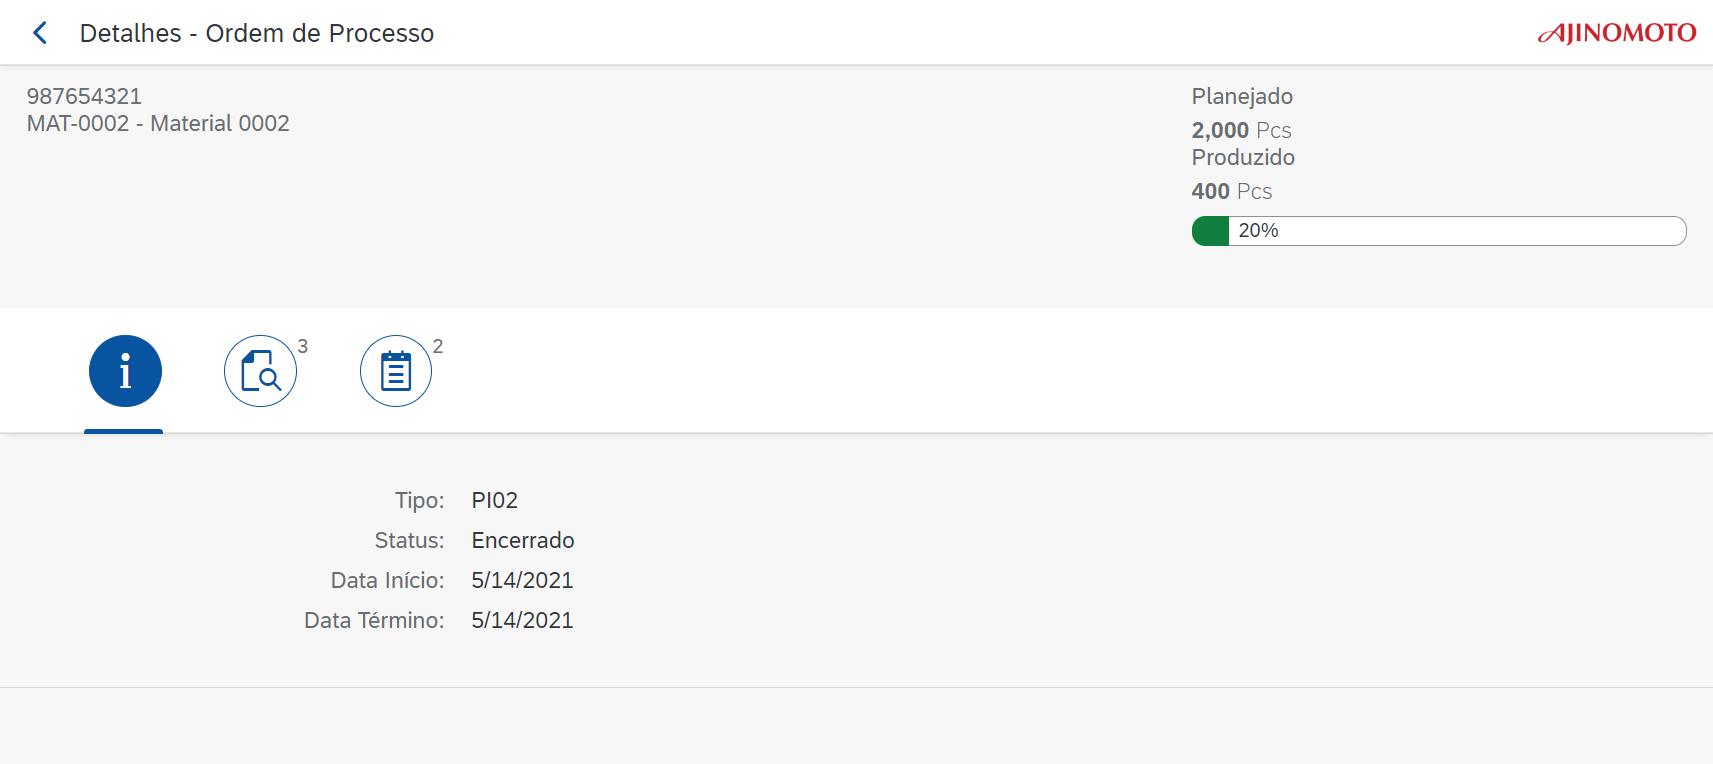 Detalhes - Ordem de Processo
AJINOMOTO
987654321
MAT-0002 - Material 0002
Planejado
2,000 Pcs
Produzido
400 Pcs
20%
i
3
2
Tipo: PI02
Status: Encerrado
Data Início: 5/14/2021
Data Término: 5/14/2021